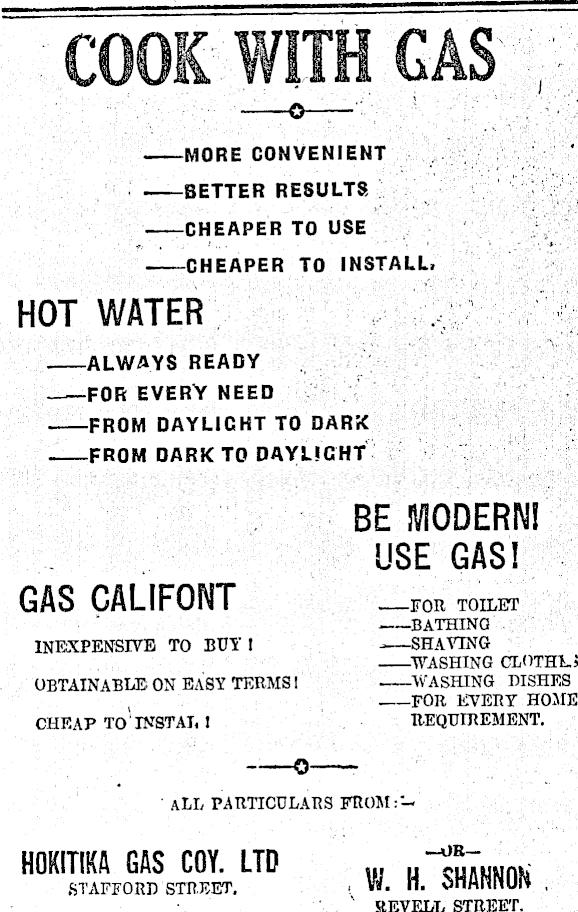 COOK WITH GAS
——MORE CONVENIENT
——BETTER RESULTS
——CHEAPER TO USE
——CHEAPER TO INSTALL.
HOT WATER
——ALWAYS READY
——FOR EVERY NEED
——FROM DAYLIGHT TO DARK
——FROM DARK TO DAYLIGHT
BE MODERN!
USE GAS!
GAS CALIFONT
INEXPENSIVE TO BUY!
OBTAINABLE ON EASY TERMS!
CHEAP TO INSTAL!
——FOR TOILET
——BATHING
——SHAVING
——WASHING CLOTHES
——WASHING DISHES
——FOR EVERY HOME
REQUIREMENT.
ALL PARTICULARS FROM:—
HOKITIKA GAS COY. LTD
STAFFORD STREET.
—OR—
W. H. SHANNON
REVELL STREET.